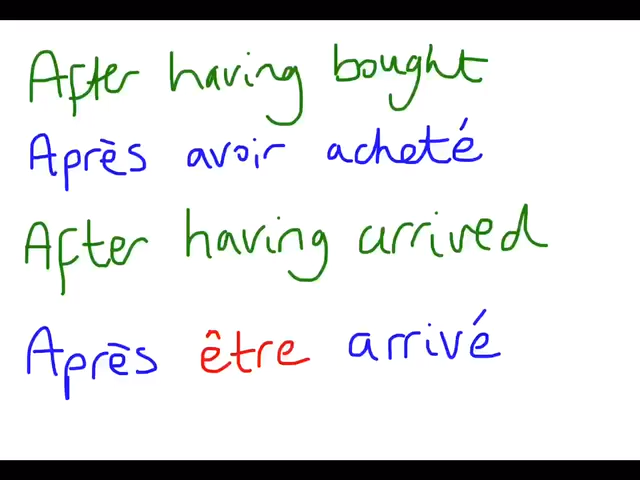 After having bought
Après avoir acheté
After having arrived
Après être arrivé